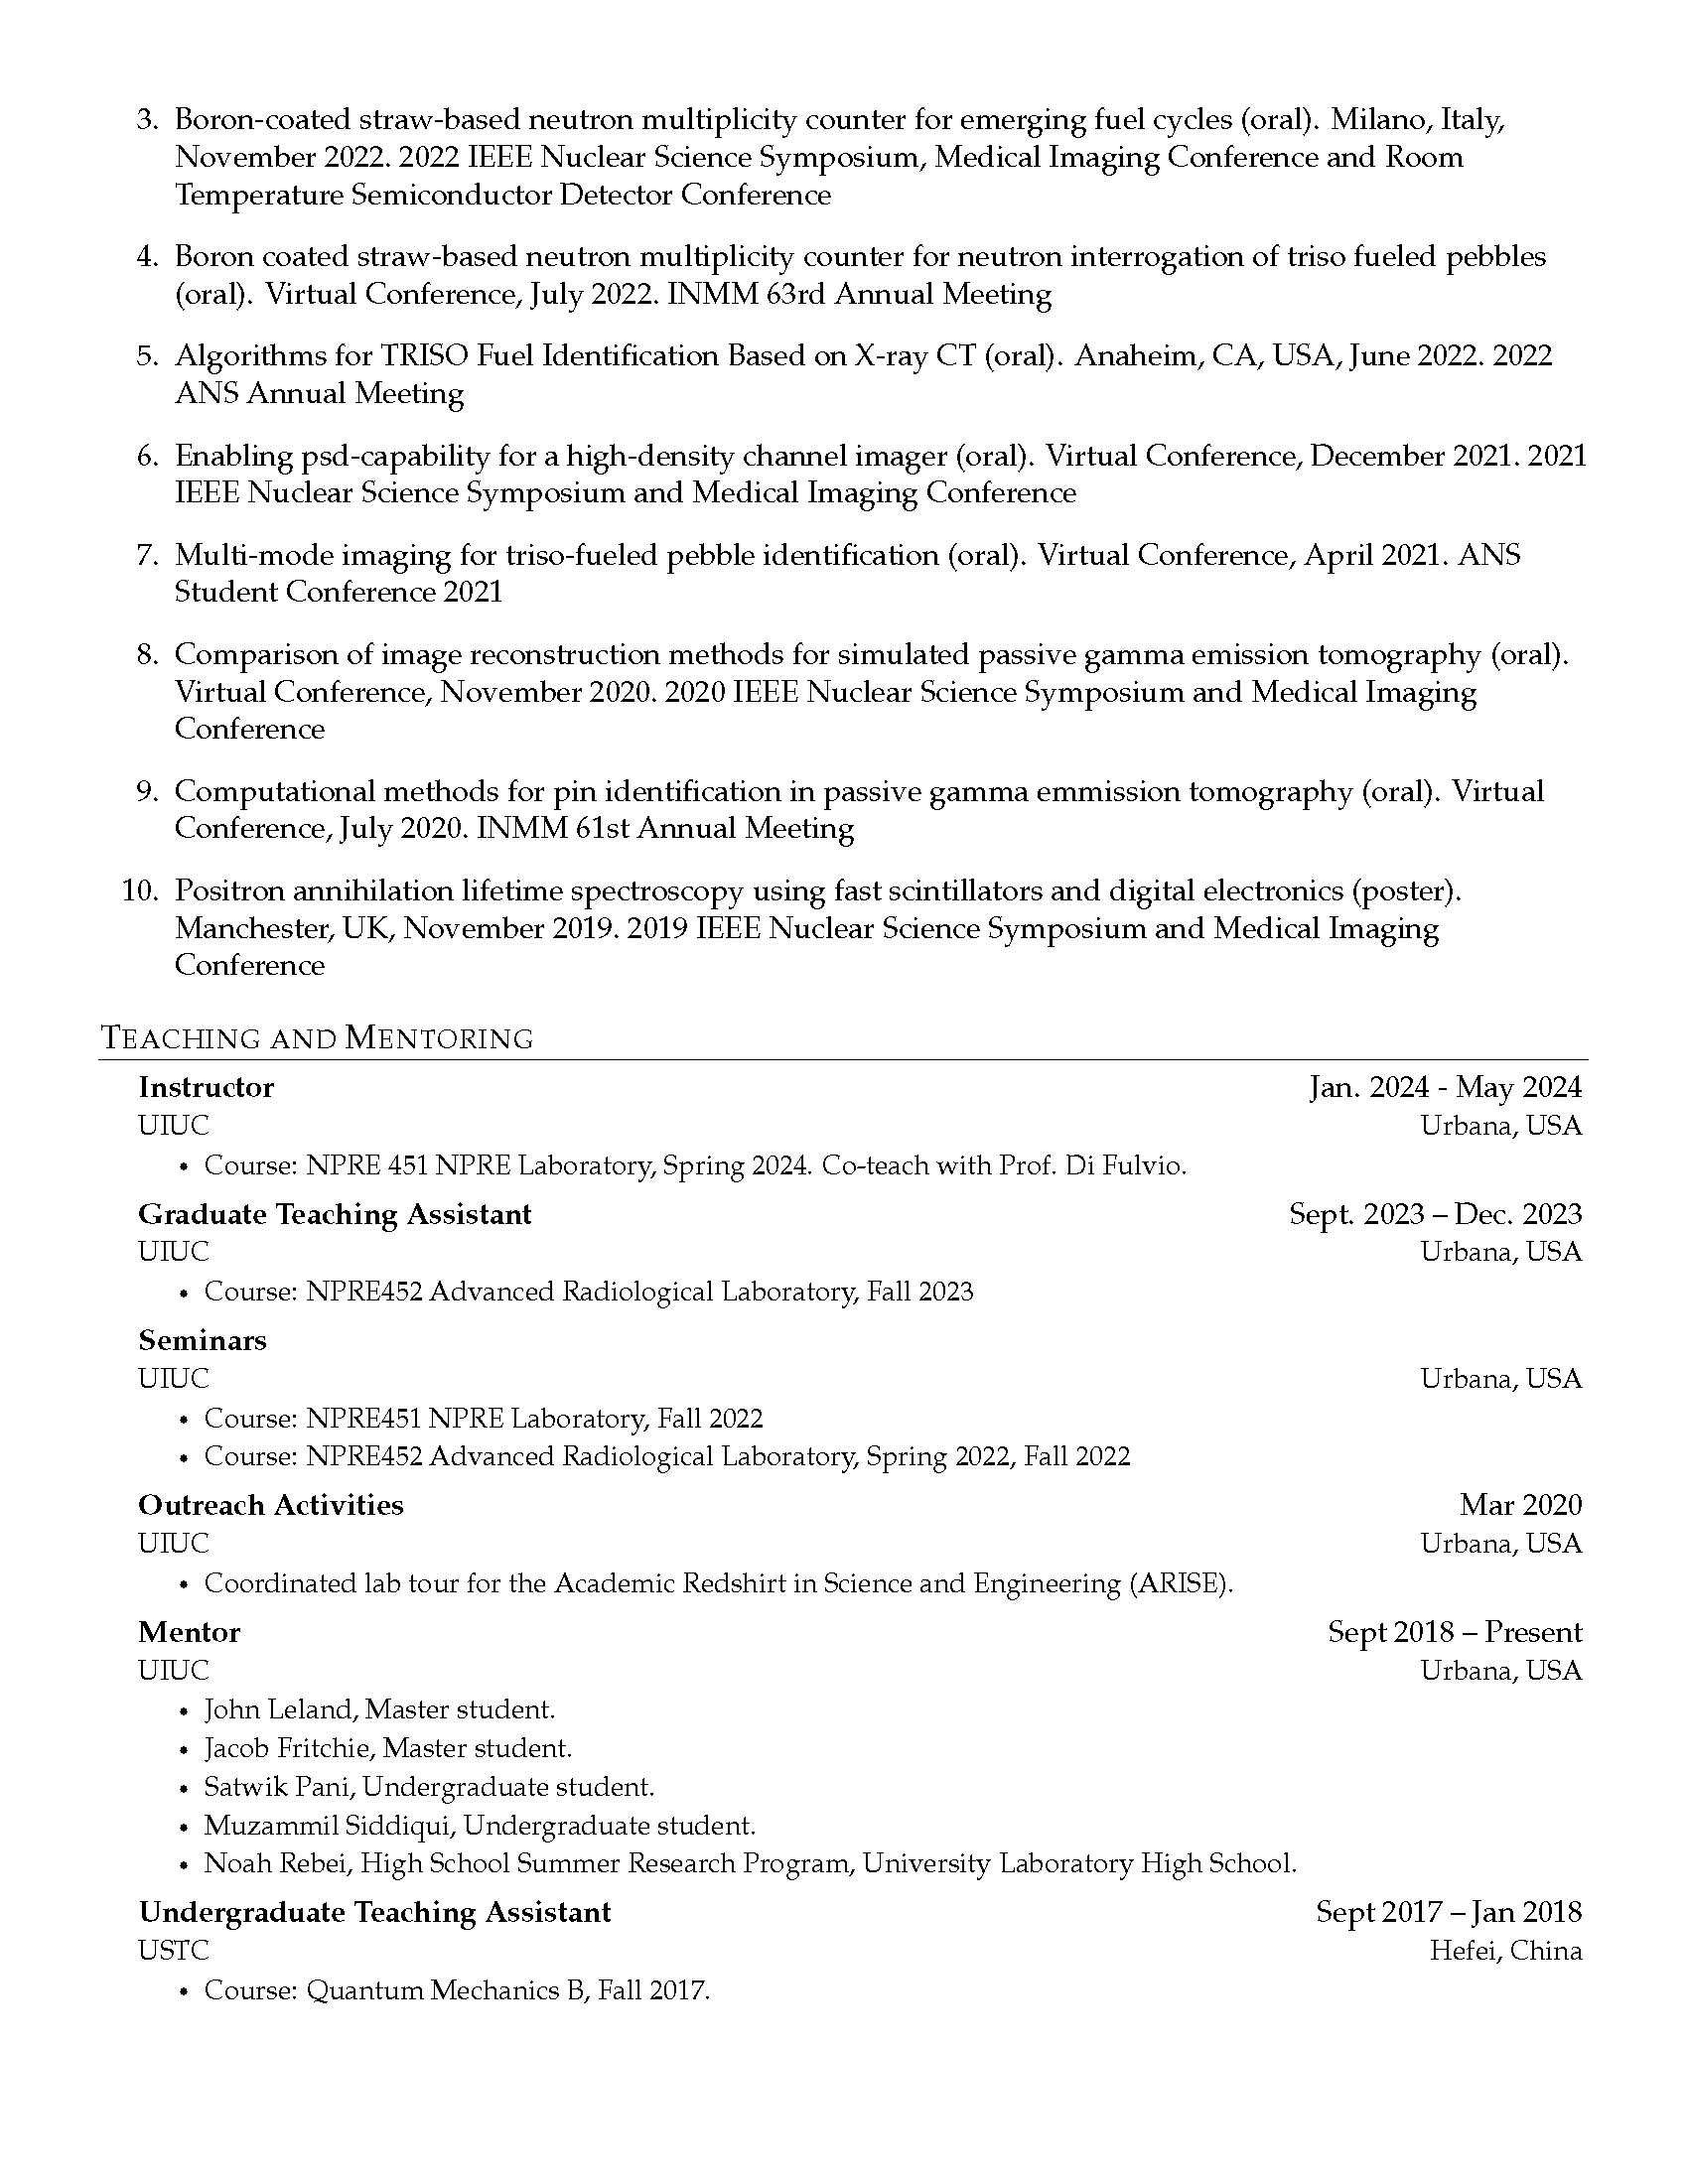 3. Boron-coated straw-based neutron multiplicity counter for emerging fuel cycles (oral). Milano, Italy,
November 2022. 2022 IEEE Nuclear Science Symposium, Medical Imaging Conference and Room
Temperature Semiconductor Detector Conference
4. Boron coated straw-based neutron multiplicity counter for neutron interrogation of triso fueled pebbles
(oral). Virtual Conference, July 2022. INMM 63rd Annual Meeting
5. Algorithms for TRISO Fuel Identification Based on X-ray CT (oral). Anaheim, CA, USA, June 2022. 2022
ANS Annual Meeting
6. Enabling psd-capability for a high-density channel imager (oral). Virtual Conference, December 2021. 2021
IEEE Nuclear Science Symposium and Medical Imaging Conference
7. Multi-mode imaging for triso-fueled pebble identification (oral). Virtual Conference, April 2021. ANS
Student Conference 2021
8. Comparison of image reconstruction methods for simulated passive gamma emission tomography (oral).
Virtual Conference, November 2020. 2020 IEEE Nuclear Science Symposium and Medical Imaging
Conference
9. Computational methods for pin identification in passive gamma emmission tomography (oral). Virtual
Conference, July 2020. INMM 61st Annual Meeting
10. Positron annihilation lifetime spectroscopy using fast scintillators and digital electronics (poster).
Manchester, UK, November 2019. 2019 IEEE Nuclear Science Symposium and Medical Imaging
Conference
TEACHING AND MENTORING
Instructor Jan. 2024 - May 2024
UIUC Urbana, USA
• Course: NPRE 451 NPRE Laboratory, Spring 2024. Co-teach with Prof. Di Fulvio.
Graduate Teaching Assistant Sept. 2023 – Dec. 2023
UIUC Urbana, USA
• Course: NPRE452 Advanced Radiological Laboratory, Fall 2023
Seminars
UIUC Urbana, USA
• Course: NPRE451 NPRE Laboratory, Fall 2022
• Course: NPRE452 Advanced Radiological Laboratory, Spring 2022, Fall 2022
Outreach Activities Mar 2020
UIUC Urbana, USA
• Coordinated lab tour for the Academic Redshirt in Science and Engineering (ARISE).
Mentor Sept 2018 – Present
UIUC Urbana, USA
• John Leland, Master student.
• Jacob Fritchie, Master student.
• Satwik Pani, Undergraduate student.
• Muzammil Siddiqui, Undergraduate student.
• Noah Rebei, High School Summer Research Program, University Laboratory High School.
Undergraduate Teaching Assistant Sept 2017 – Jan 2018
USTC Hefei, China
• Course: Quantum Mechanics B, Fall 2017.